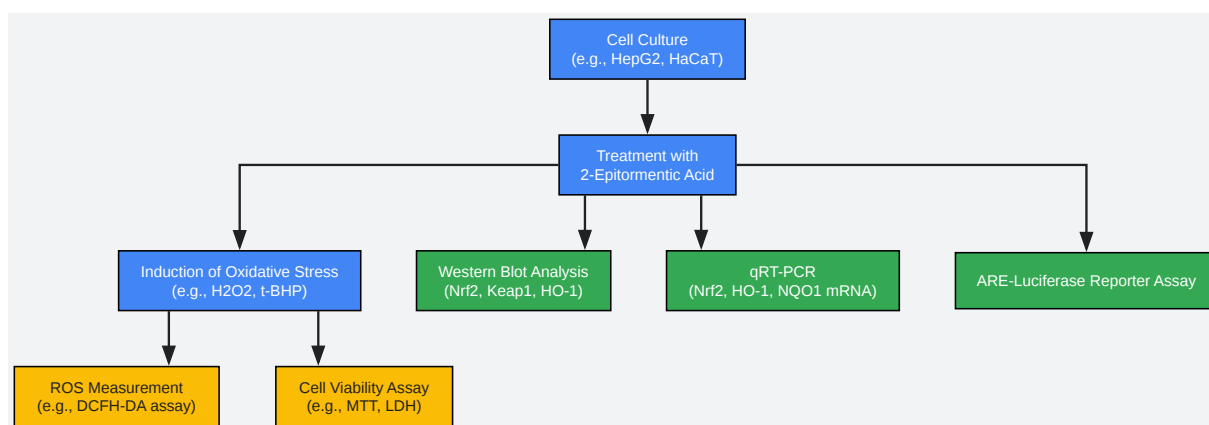 Cell Culture
(e.g., HepG2, HaCaT)
Treatment with
2-Epitormentic Acid
Induction of Oxidative Stress
(e.g., H2O2, t-BHP)
Western Blot Analysis
(Nrf2, Keap1, HO-1)
qRT-PCR
(Nrf2, HO-1, NQO1 mRNA)
ARE-Luciferase Reporter Assay
ROS Measurement
(e.g., DCFH-DA assay)
Cell Viability Assay
(e.g., MTT, LDH)